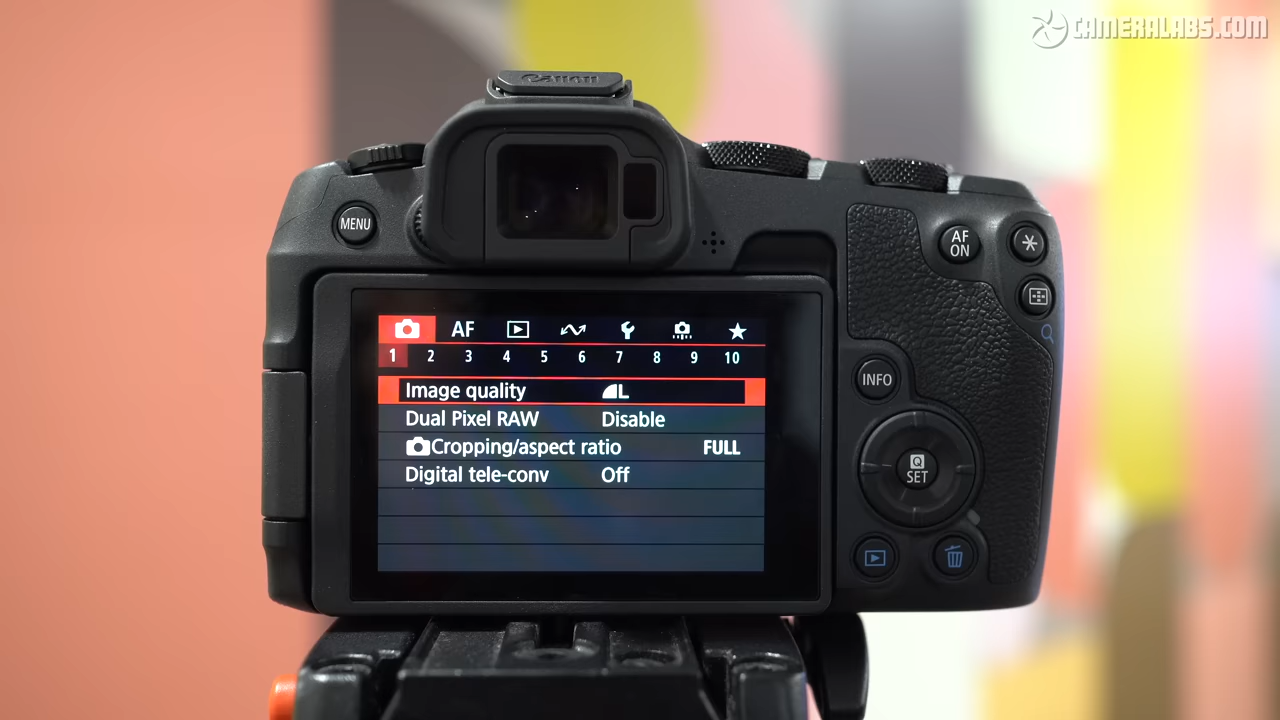 CAMERALABS.COM
Canon
MENU
AF
ON
INFO
Q
SET
AF
1 2 3 4 5 6 7 8 9 10
Image quality L
Dual Pixel RAW Disable
Cropping/aspect ratio FULL
Digital tele-conv Off